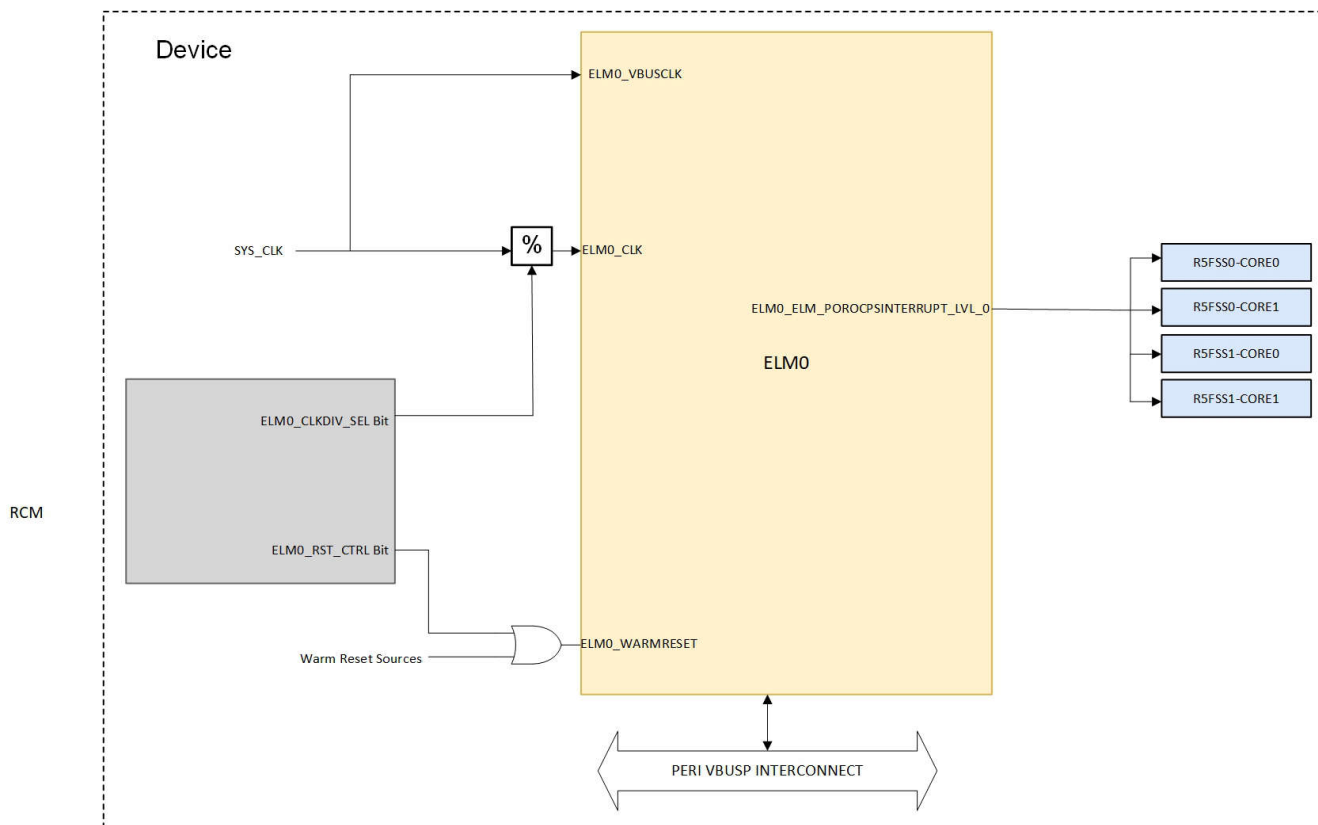 Device
ELM0_VBUSCLK
SYS_CLK
%
ELM0_CLK
R5FSS0-CORE0
ELM0_ELM_POROCPSINTERRUPT_LVL_0
R5FSS0-CORE1
R5FSS1-CORE0
ELM0
R5FSS1-CORE1
ELM0_CLKDIV_SEL Bit
RCM
ELM0_RST_CTRL Bit
ELM0_WARMRESET
Warm Reset Sources
PERI VBUSP INTERCONNECT